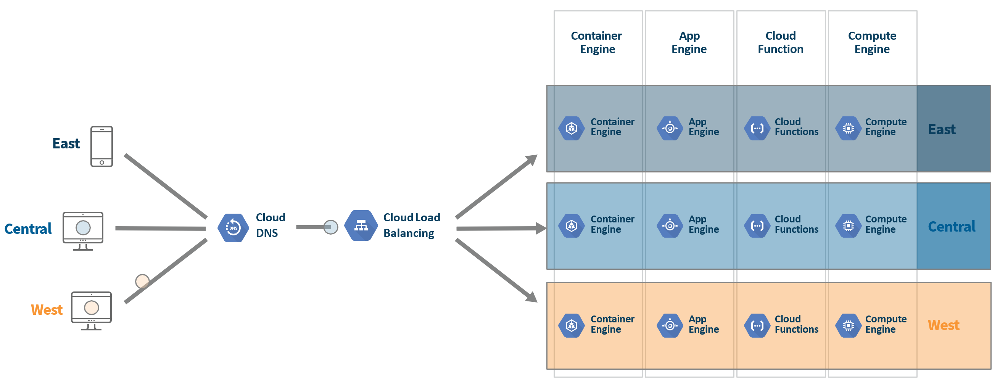 Container
Engine
App
Engine
Cloud
Function
Compute
Engine
East
Central
West
DNS
Cloud
DNS
Cloud Load
Balancing
Container
Engine
App
Engine
Cloud
Functions
Compute
Engine
East
Container
Engine
App
Engine
Cloud
Functions
Compute
Engine
Central
Container
Engine
App
Engine
Cloud
Functions
Compute
Engine
West